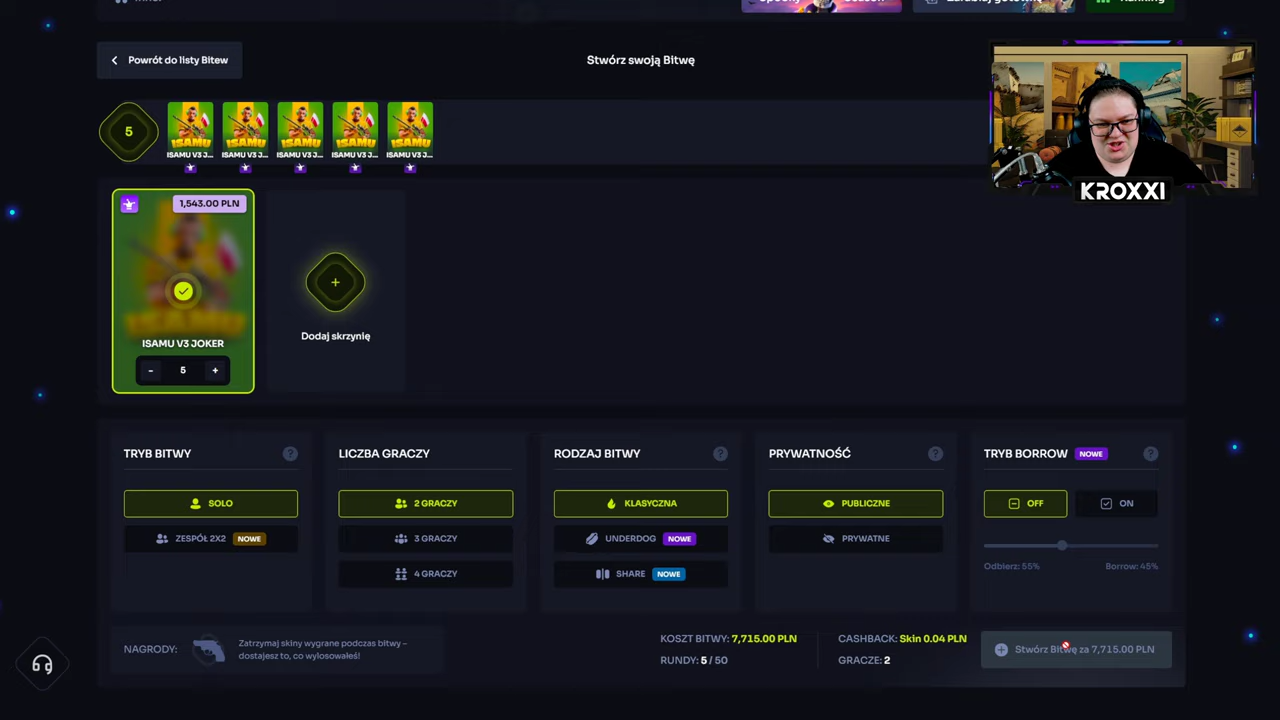 Powrót do listy Bitew
Stwórz swoją Bitwę
5
ISAMU V3 J...
ISAMU V3 J...
ISAMU V3 J...
ISAMU V3 J...
ISAMU V3 J...
KROXXI
1,543.00 PLN
ISAMU V3 JOKER
- 5 +
+
Dodaj skrzynię
TRYB BITWY ?
SOLO
ZESPÓŁ 2X2 NOWE
LICZBA GRACZY
2 GRACZY
3 GRACZY
4 GRACZY
RODZAJ BITWY ?
KLASYCZNA
UNDERDOG NOWE
SHARE NOWE
PRYWATNOŚĆ ?
PUBLICZNE
PRYWATNE
TRYB BORROW NOWE ?
OFF ON
Odbierz: 55% Borrow: 45%
NAGRODY:
Zatrzymaj skiny wygrane podczas bitwy –
dostajesz to, co wylosowałeś!
KOSZT BITWY: 7,715.00 PLN
RUNDY: 5 / 50
CASHBACK: Skin 0.04 PLN
GRACZE: 2
Stwórz Bitwę za 7,715.00 PLN